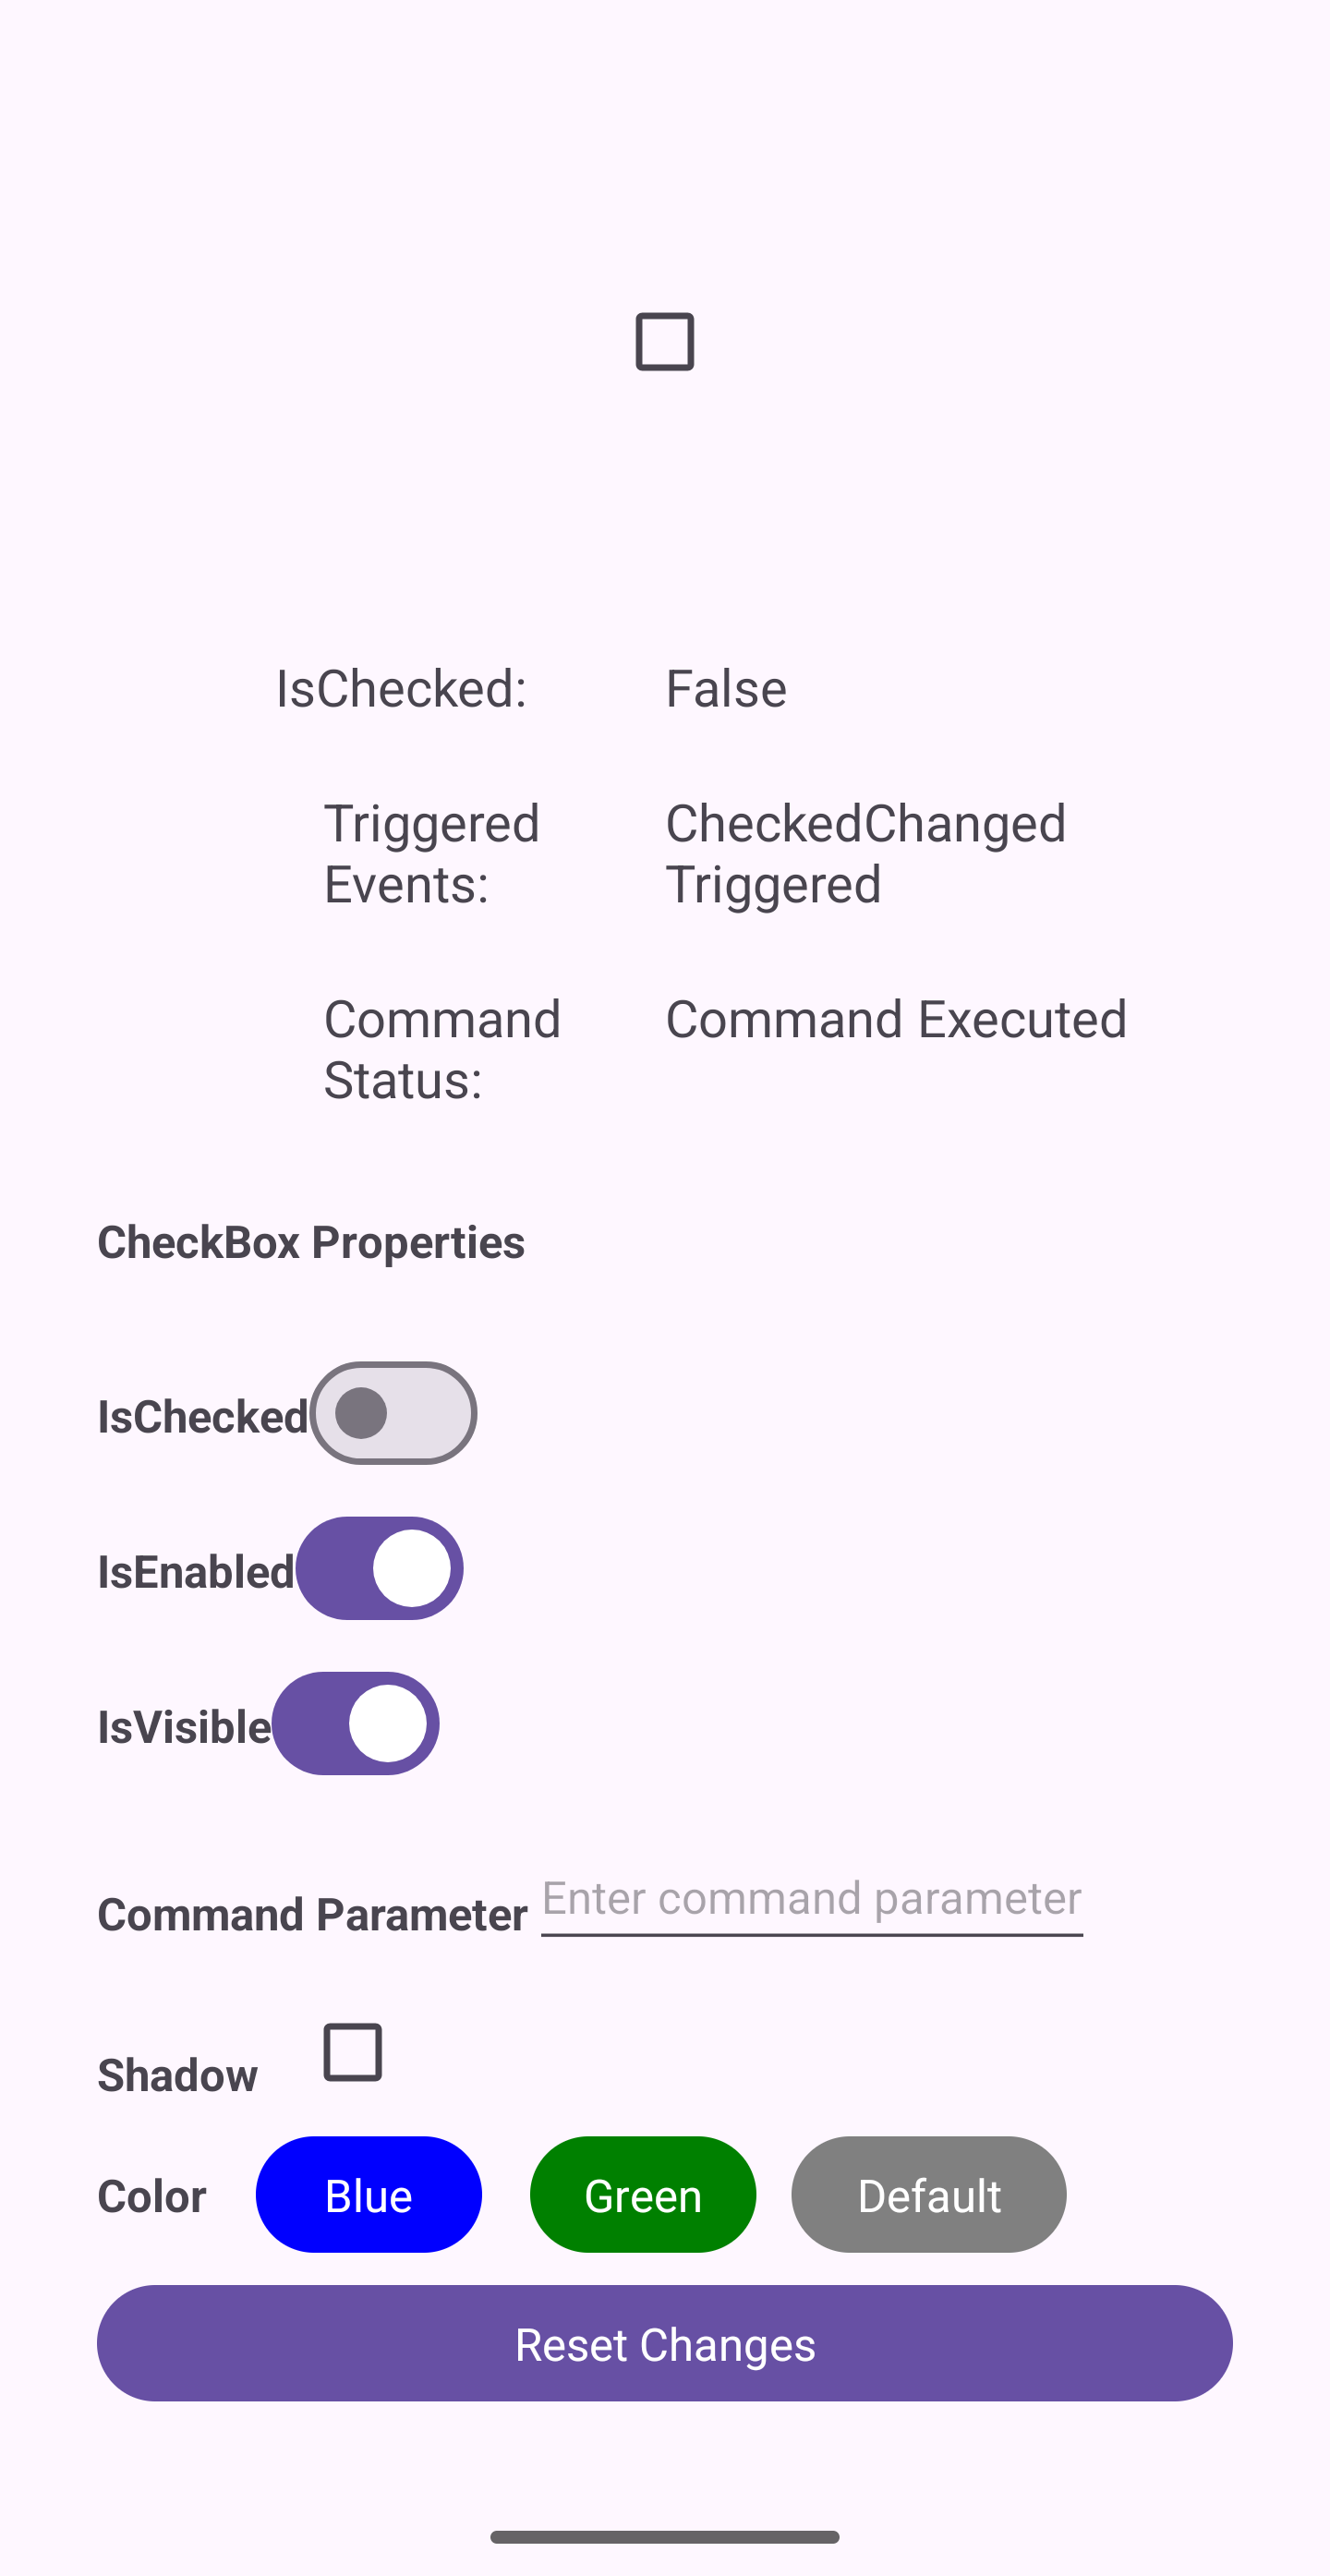 IsChecked: False
Triggered CheckedChanged
Events: Triggered
Command Command Executed
Status:
CheckBox Properties
IsChecked
IsEnabled
IsVisible
Command Parameter Enter command parameter
Shadow
Color Blue Green Default
Reset Changes